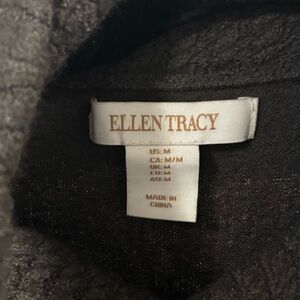 ELLEN TRACY
US: M
CA: M/M
UK: M
EU: M
AU: M
MADE IN
CHINA